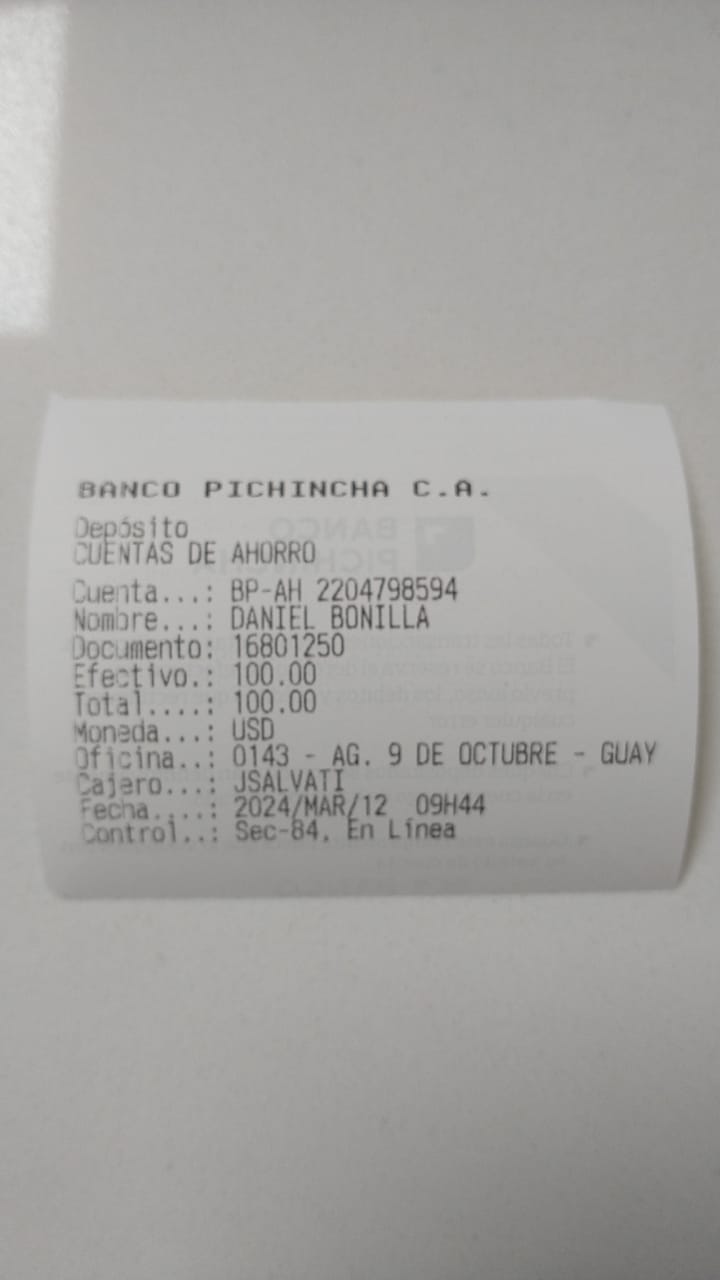 BANCO PICHINCHA C.A.
Depósito
CUENTAS DE AHORRO
Cuenta...: BP-AH 2204798594
Nombre...: DANIEL BONILLA
Documento: 16801250
Efectivo.: 100.00
Total....: 100.00
Moneda...: USD
Oficina..: 0143 - AG. 9 DE OCTUBRE - GUAY
Cajero...: JSALVATI
Fecha....: 2024/MAR/12 09H44
Control..: Sec-84, En Línea
BANCO
PICHINCHA